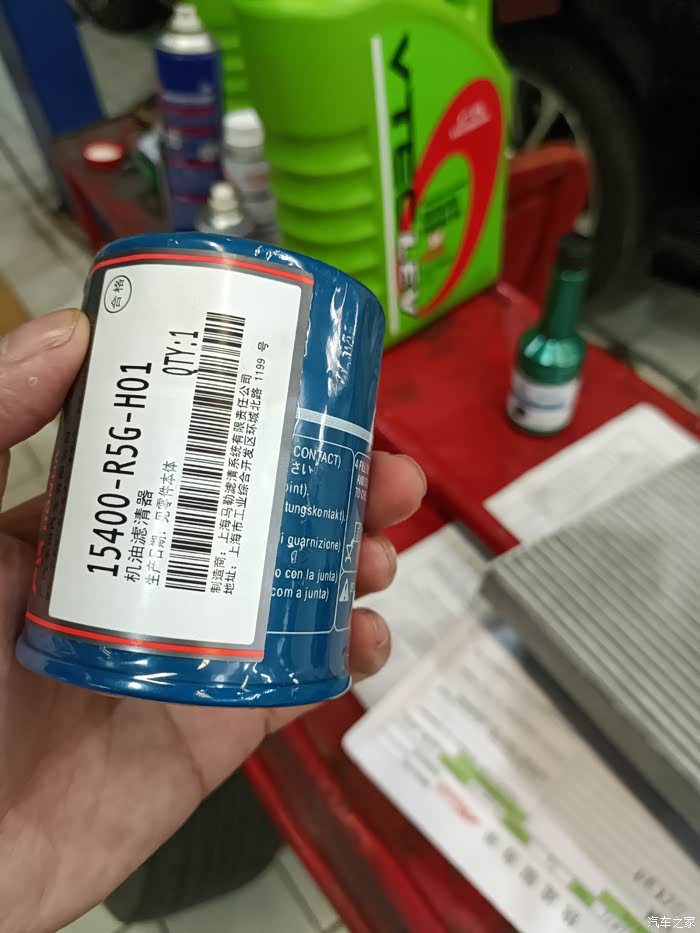 合格
15400-R5G-H01
QTY:1
机油滤清器
生产日期: 见零件本体
制造商: 上海马勒滤清系统有限责任公司
地址: 上海市工业综合开发区环城北路 1199 号
CONTACT)
tungskontakt).
i guarnizione)
o con la junta)
com a junta)
VTEC
LEV
汽车之家